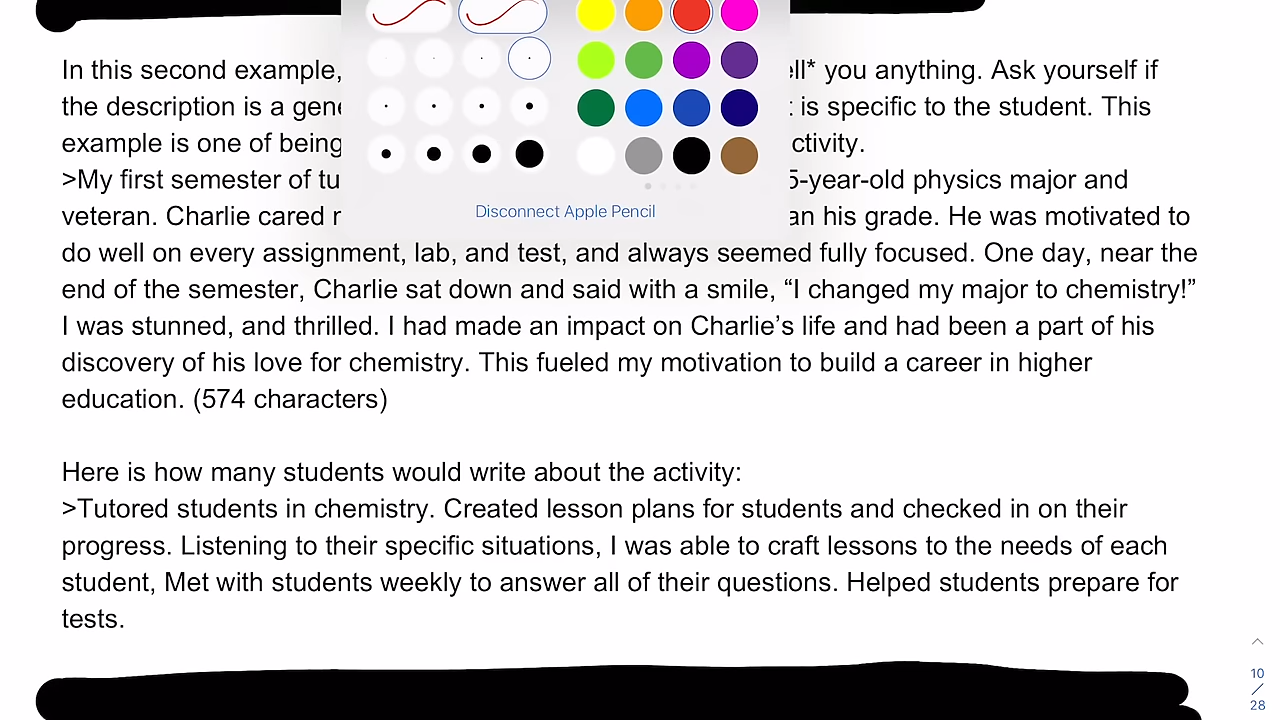 In this second example, ell* you anything. Ask yourself if
the description is a gene is specific to the student. This
example is one of being ctivity.
>My first semester of tu 5-year-old physics major and
veteran. Charlie cared r an his grade. He was motivated to
Disconnect Apple Pencil
do well on every assignment, lab, and test, and always seemed fully focused. One day, near the
end of the semester, Charlie sat down and said with a smile, “I changed my major to chemistry!”
I was stunned, and thrilled. I had made an impact on Charlie’s life and had been a part of his
discovery of his love for chemistry. This fueled my motivation to build a career in higher
education. (574 characters)
Here is how many students would write about the activity:
>Tutored students in chemistry. Created lesson plans for students and checked in on their
progress. Listening to their specific situations, I was able to craft lessons to the needs of each
student, Met with students weekly to answer all of their questions. Helped students prepare for
tests.
10
/
28